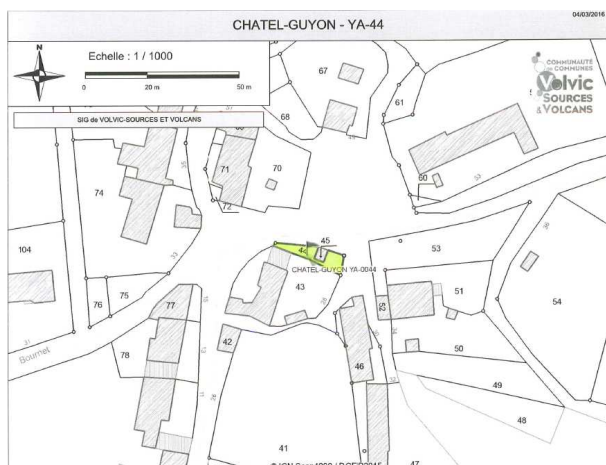 04/03/2016
CHATEL-GUYON - YA-44
N
Echelle : 1 / 1000
0 20 m 50 m
COMMUNAUTÉ
DE COMMUNES
Volvic
SOURCES
& VOLCANS
SIG de VOLVIC-SOURCES ET VOLCANS
67
61
68
71
70
60
72
74
45
44
53
104
CHATEL-GUYON YA-0044
43
51
54
76
75
77
52
42
78
50
46
49
48
41
47
Bournet